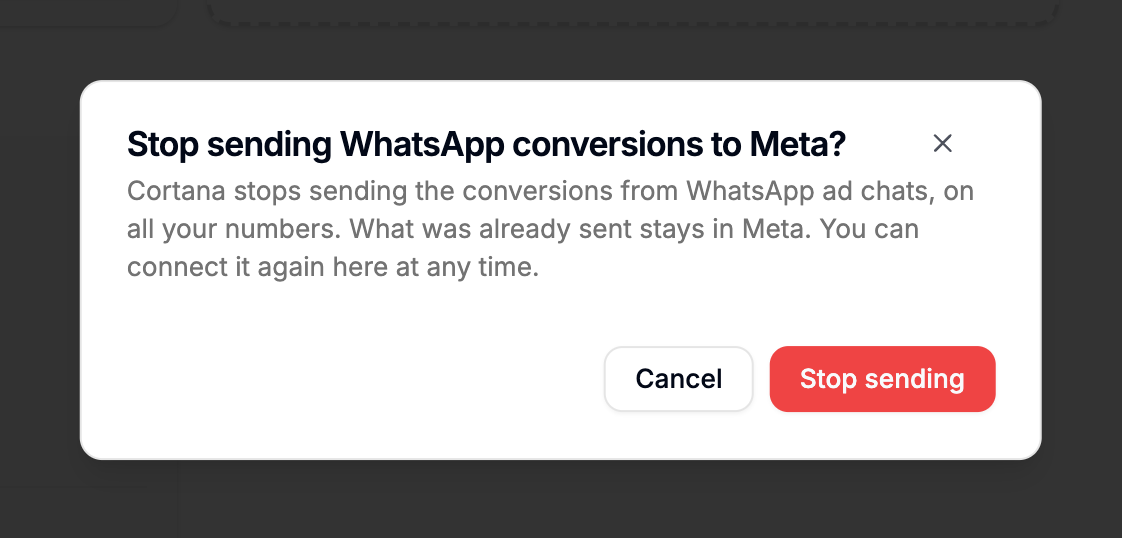 Stop sending WhatsApp conversions to Meta?
Cortana stops sending the conversions from WhatsApp ad chats, on
all your numbers. What was already sent stays in Meta. You can
connect it again here at any time.
Cancel
Stop sending